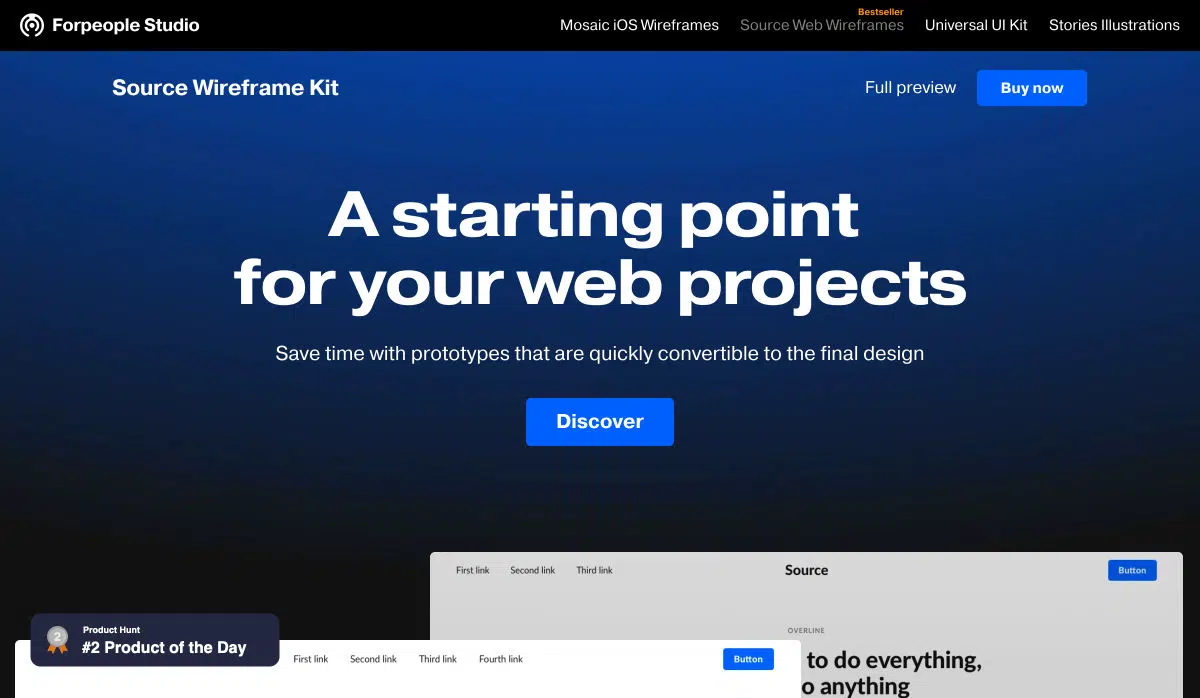 Forpeople Studio
Mosaic iOS Wireframes
Bestseller
Source Web Wireframes
Universal UI Kit
Stories Illustrations
Source Wireframe Kit
Full preview
Buy now
A starting point
for your web projects
Save time with prototypes that are quickly convertible to the final design
Discover
First link
Second link
Third link
Source
Button
OVERLINE
to do everything,
o anything
2
Product Hunt
#2 Product of the Day
First link
Second link
Third link
Fourth link
Button